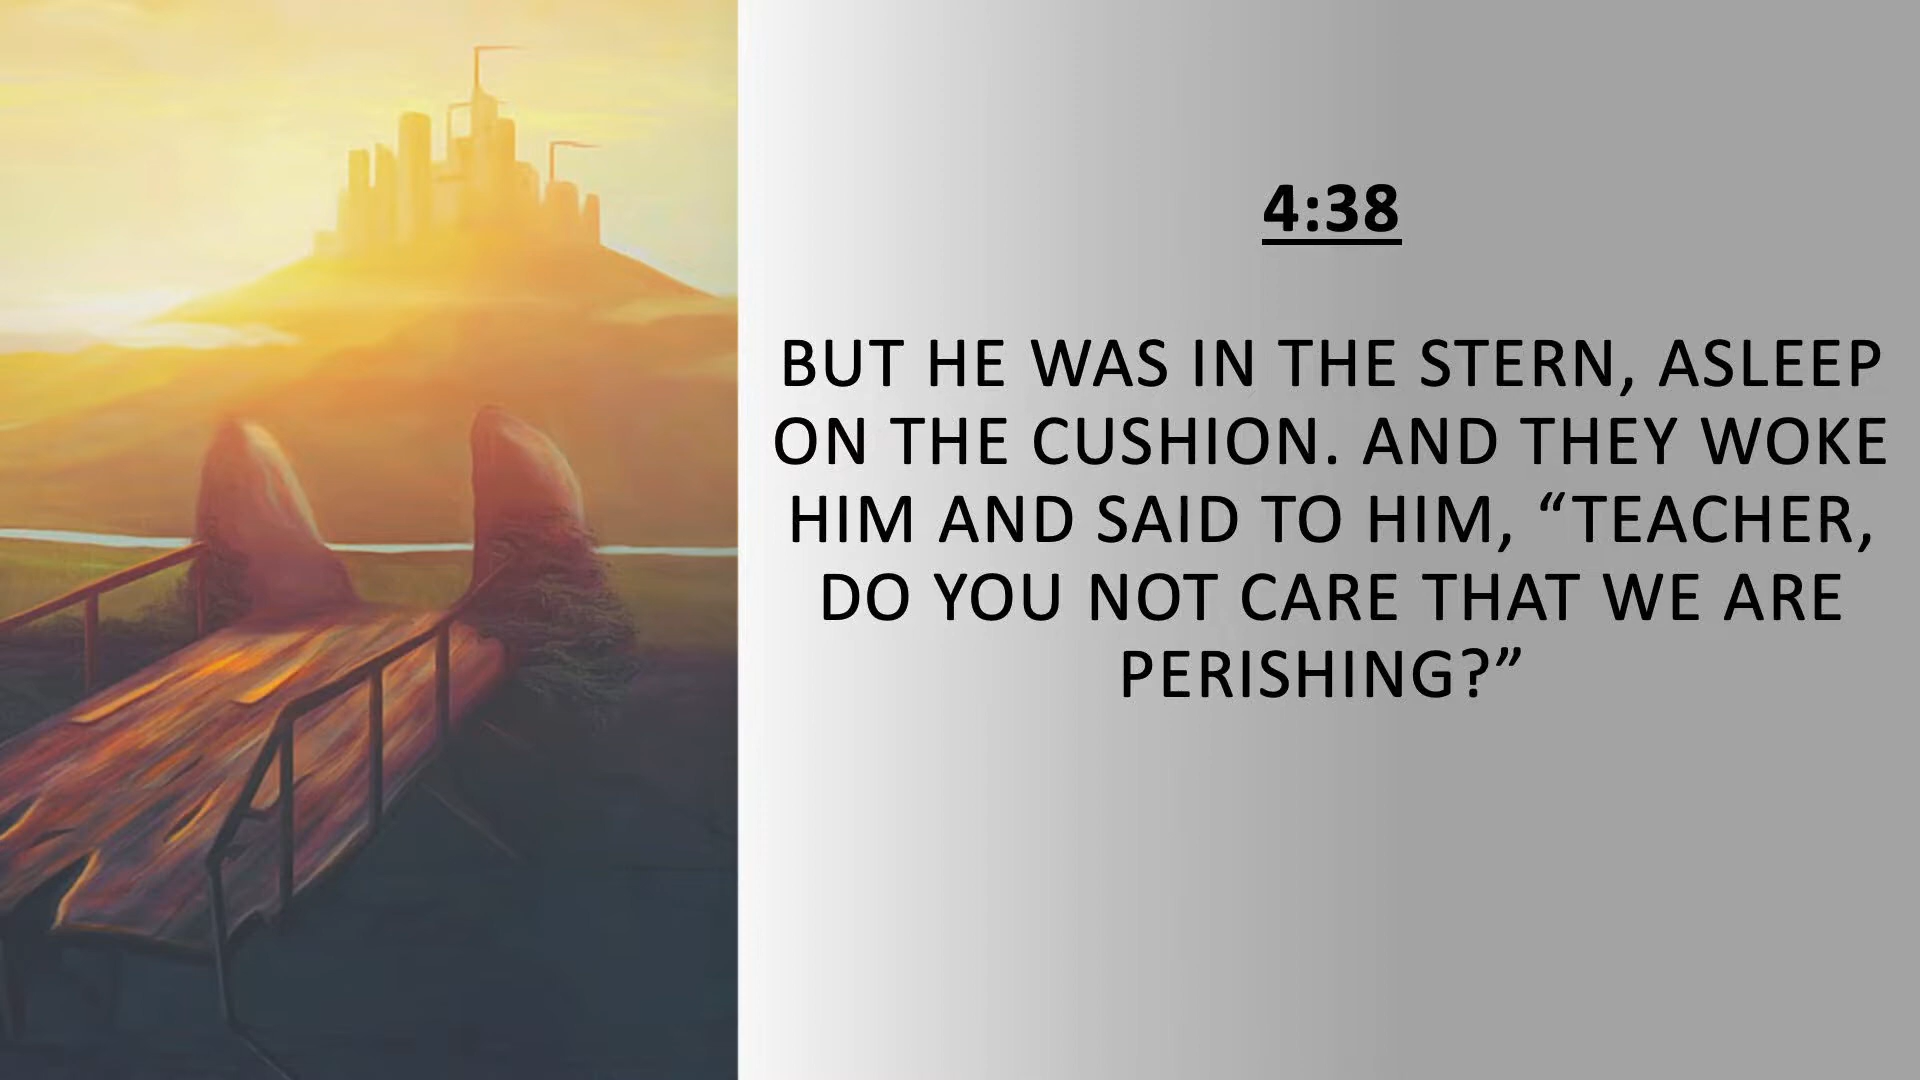 4:38
BUT HE WAS IN THE STERN, ASLEEP
ON THE CUSHION. AND THEY WOKE
HIM AND SAID TO HIM, “TEACHER,
DO YOU NOT CARE THAT WE ARE
PERISHING?”